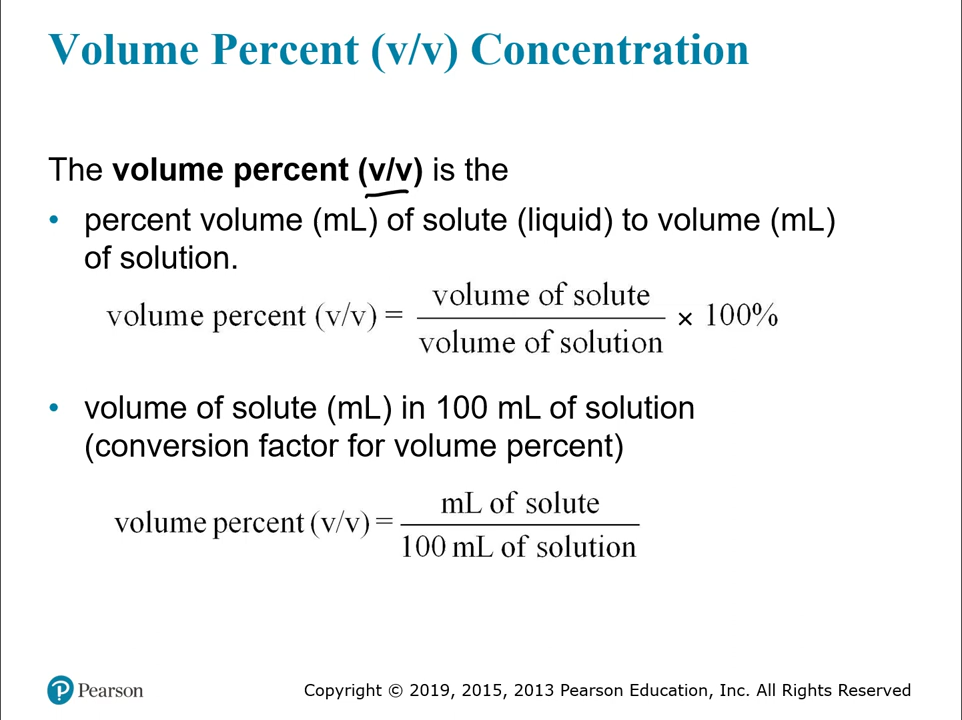 Volume Percent (v/v) Concentration
The volume percent (v/v) is the
• percent volume (mL) of solute (liquid) to volume (mL)
of solution.
volume percent (v/v) = volume of solute / volume of solution × 100%
• volume of solute (mL) in 100 mL of solution
(conversion factor for volume percent)
volume percent (v/v) = mL of solute / 100 mL of solution
Pearson
Copyright © 2019, 2015, 2013 Pearson Education, Inc. All Rights Reserved